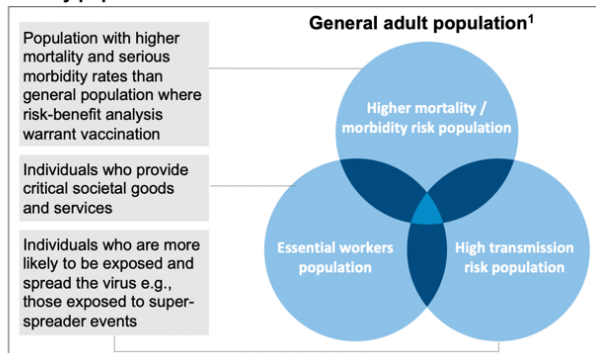 General adult population1
Population with higher
mortality and serious
morbidity rates than
general population where
risk-benefit analysis
warrant vaccination
Individuals who provide
critical societal goods
and services
Individuals who are more
likely to be exposed and
spread the virus e.g.,
those exposed to super-
spreader events
Higher mortality /
morbidity risk population
Essential workers
population
High transmission
risk population